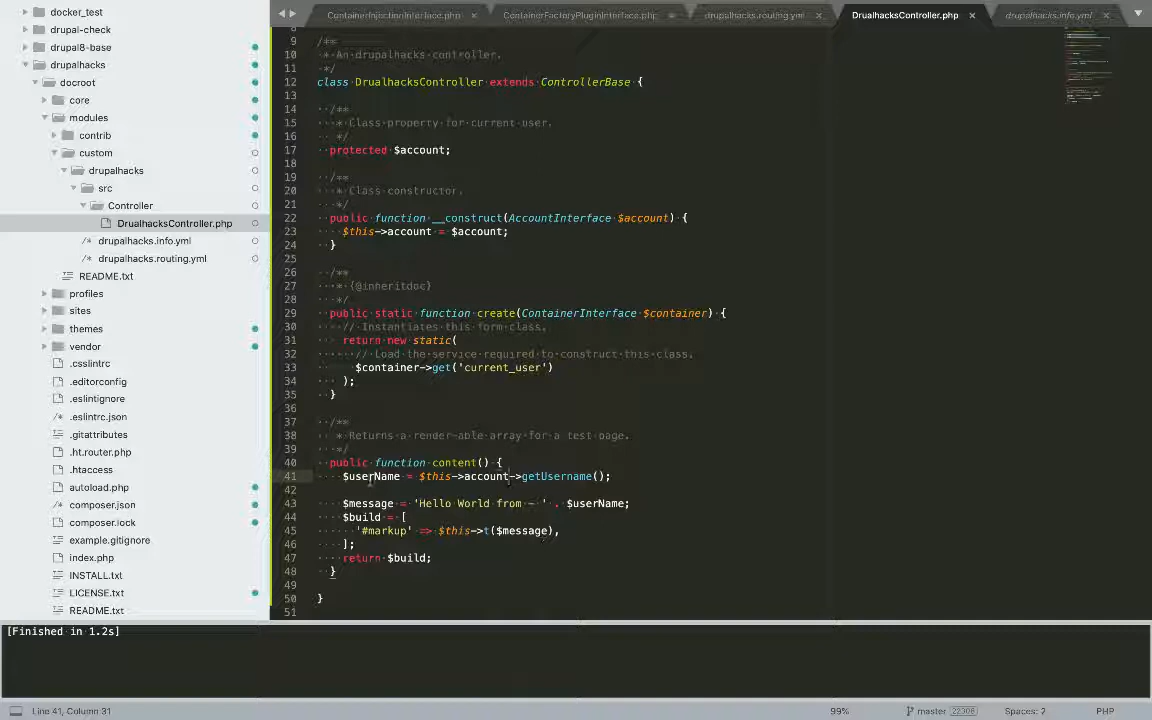 docker_test
drupal-check
drupal8-base
drupalhacks
docroot
core
modules
contrib
custom
drupalhacks
src
Controller
DrualhacksController.php
drupalhacks.info.yml
drupalhacks.routing.yml
README.txt
profiles
sites
themes
vendor
.csslintrc
.editorconfig
.eslintignore
.eslintrc.json
.gitattributes
.ht.router.php
.htaccess
autoload.php
composer.json
composer.lock
example.gitignore
index.php
INSTALL.txt
LICENSE.txt
README.txt
ContainerInjectionInterface.php
ContainerFactoryPluginInterface.php
drupalhacks.routing.yml
DrualhacksController.php
drupalhacks.info.yml
9 /**
10 * An drupalhacks controller.
11 */
12 class DrualhacksController extends ControllerBase {
13
14 /**
15 * Class property for current user.
16 */
17 protected $account;
18
19 /**
20 * Class constructor.
21 */
22 public function __construct(AccountInterface $account) {
23 $this->account = $account;
24 }
25
26 /**
27 * {@inheritdoc}
28 */
29 public static function create(ContainerInterface $container) {
30 // Instantiates this form class.
31 return new static(
32 // Load the service required to construct this class.
33 $container->get('current_user')
34 );
35 }
36
37 /**
38 * Returns a render-able array for a test page.
39 */
40 public function content() {
41 $userName = $this->account->getUsername();
42
43 $message = 'Hello World from - ' . $userName;
44 $build = [
45 '#markup' => $this->t($message),
46 ];
47 return $build;
48 }
49
50 }
51
[Finished in 1.2s]
Line 41, Column 31
99%
master 22308
Spaces: 2
PHP